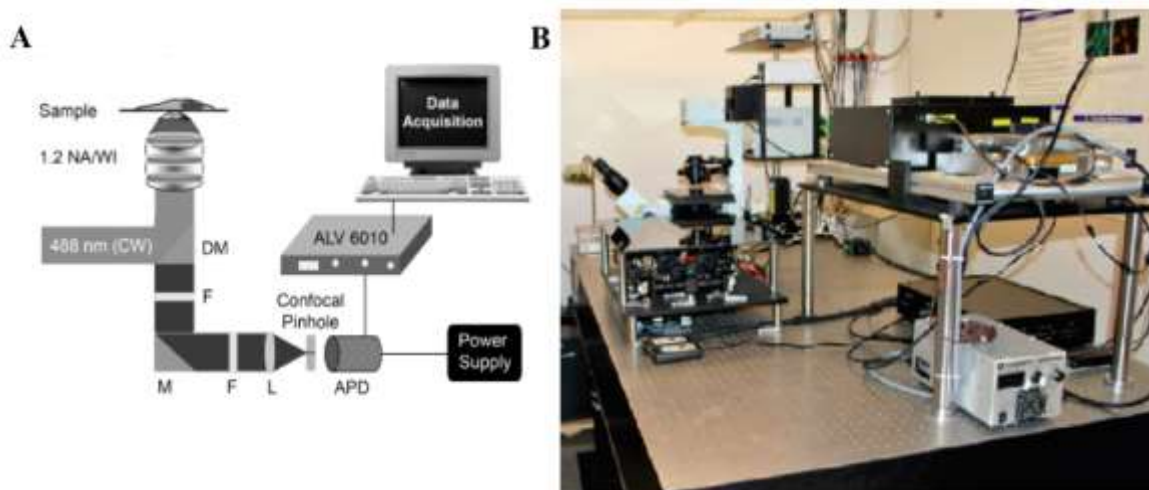 A
B
Sample
Data
Acquisition
1.2 NA/WI
488 nm (CW)
DM
ALV 6010
F
Confocal
Pinhole
Power
Supply
M
F
L
APD